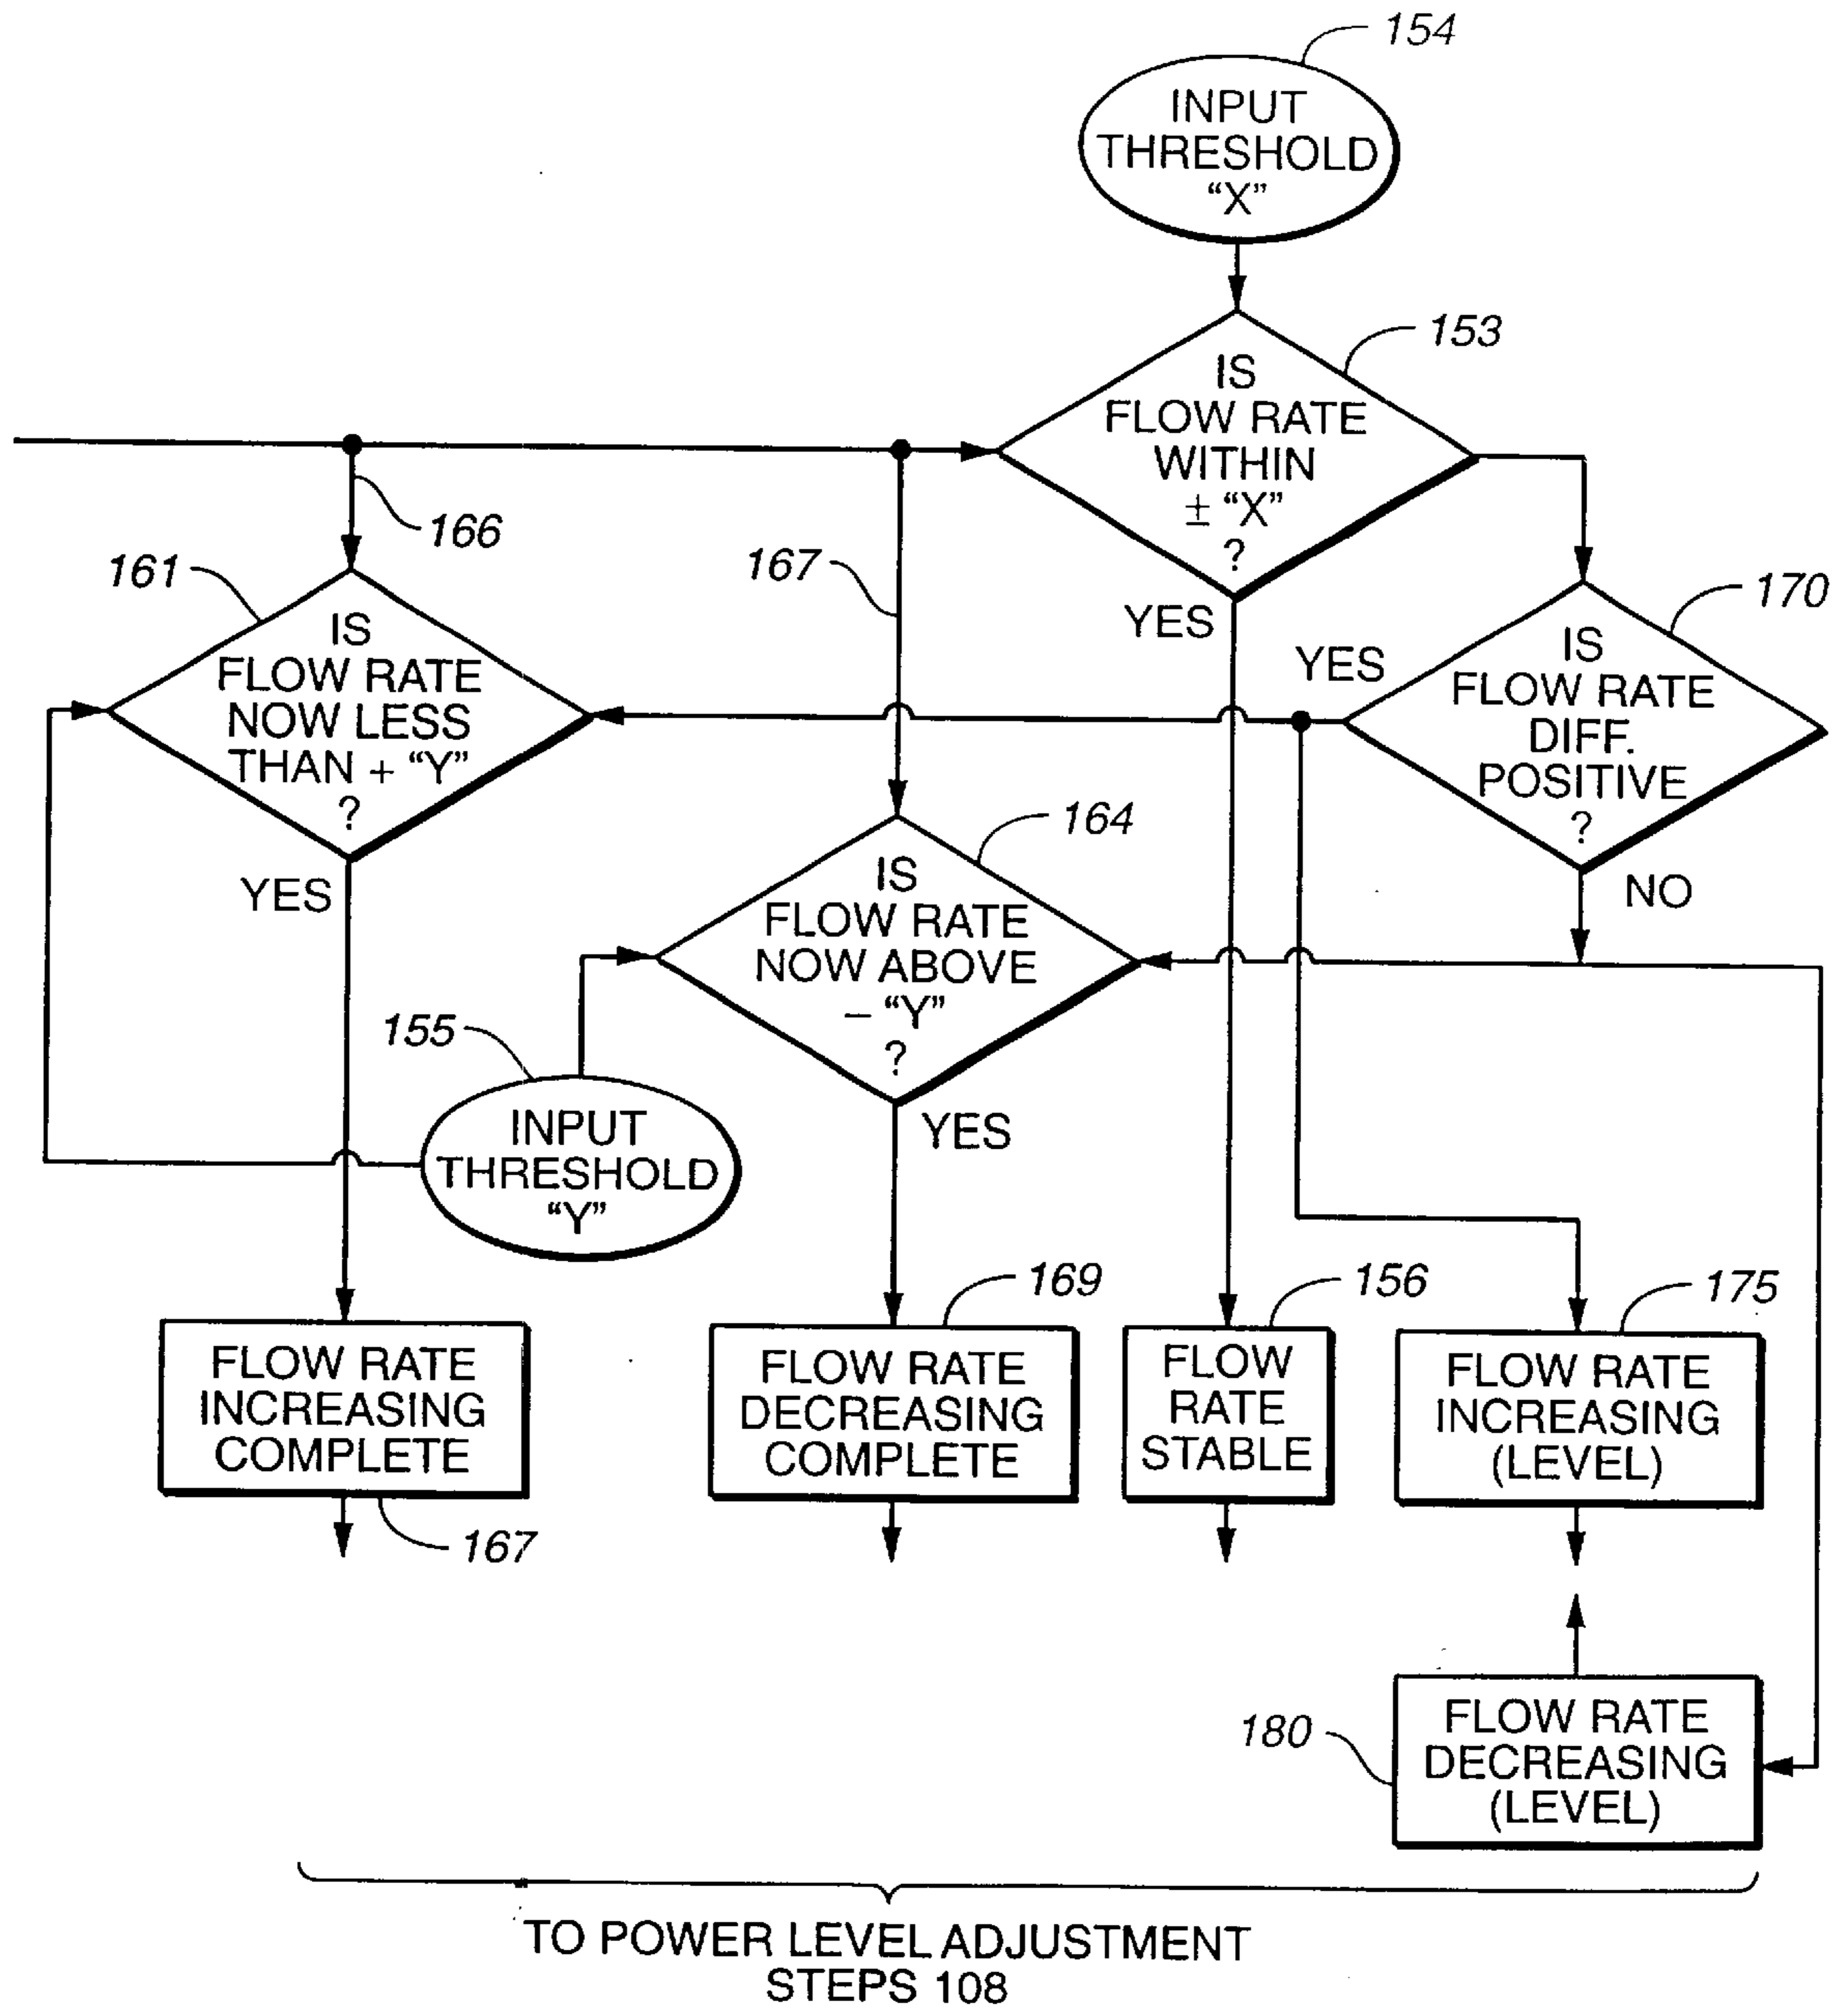 154
INPUT
THRESHOLD
“X”
153
IS
FLOW RATE
WITHIN
± “X”
?
YES
166
161
IS
FLOW RATE
NOW LESS
THAN + “Y”
?
YES
167
170
IS
FLOW RATE
DIFF.
POSITIVE
?
YES
NO
164
IS
FLOW RATE
NOW ABOVE
– “Y”
?
YES
155
INPUT
THRESHOLD
“Y”
FLOW RATE
INCREASING
COMPLETE
167
169
FLOW RATE
DECREASING
COMPLETE
156
FLOW
RATE
STABLE
175
FLOW RATE
INCREASING
(LEVEL)
180
FLOW RATE
DECREASING
(LEVEL)
TO POWER LEVEL ADJUSTMENT
STEPS 108